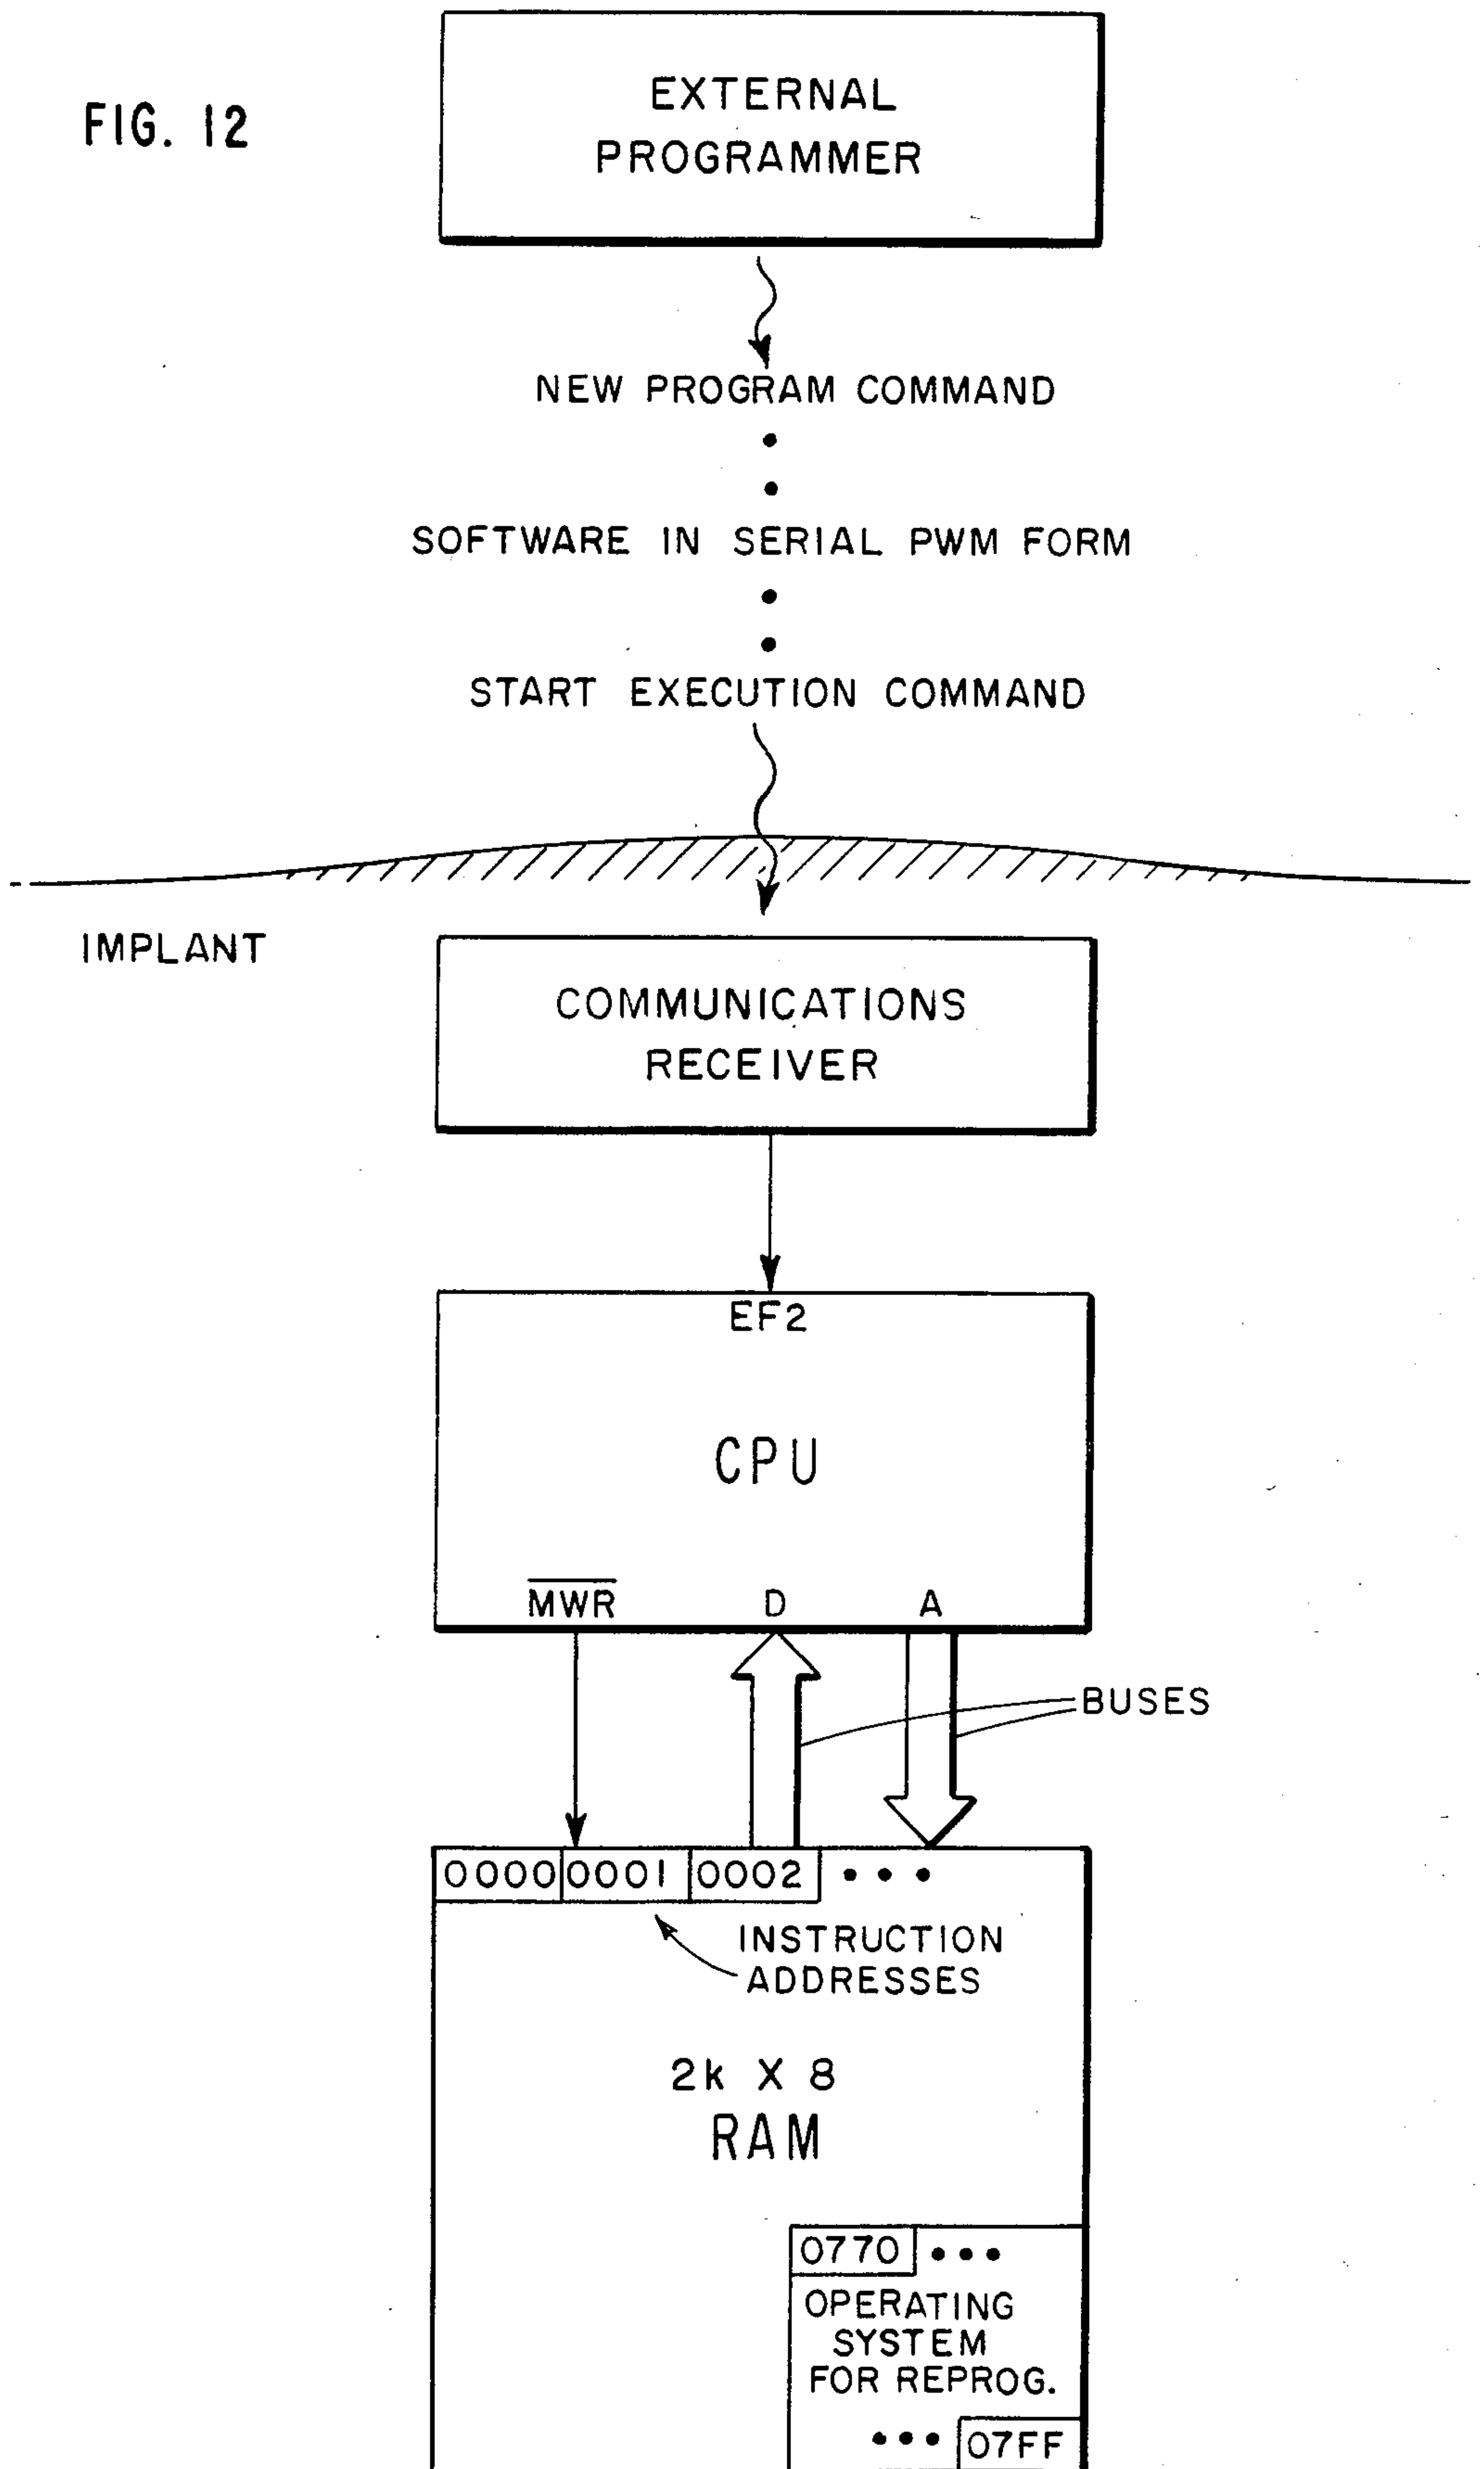 FIG. 12
EXTERNAL
PROGRAMMER
NEW PROGRAM COMMAND
SOFTWARE IN SERIAL PWM FORM
START EXECUTION COMMAND
IMPLANT
COMMUNICATIONS
RECEIVER
EF2
CPU
M̅W̅R̅ D A
BUSES
0000 0001 0002 • • •
INSTRUCTION
ADDRESSES
2k X 8
RAM
0770 • • •
OPERATING
SYSTEM
FOR REPROG.
• • • 07FF